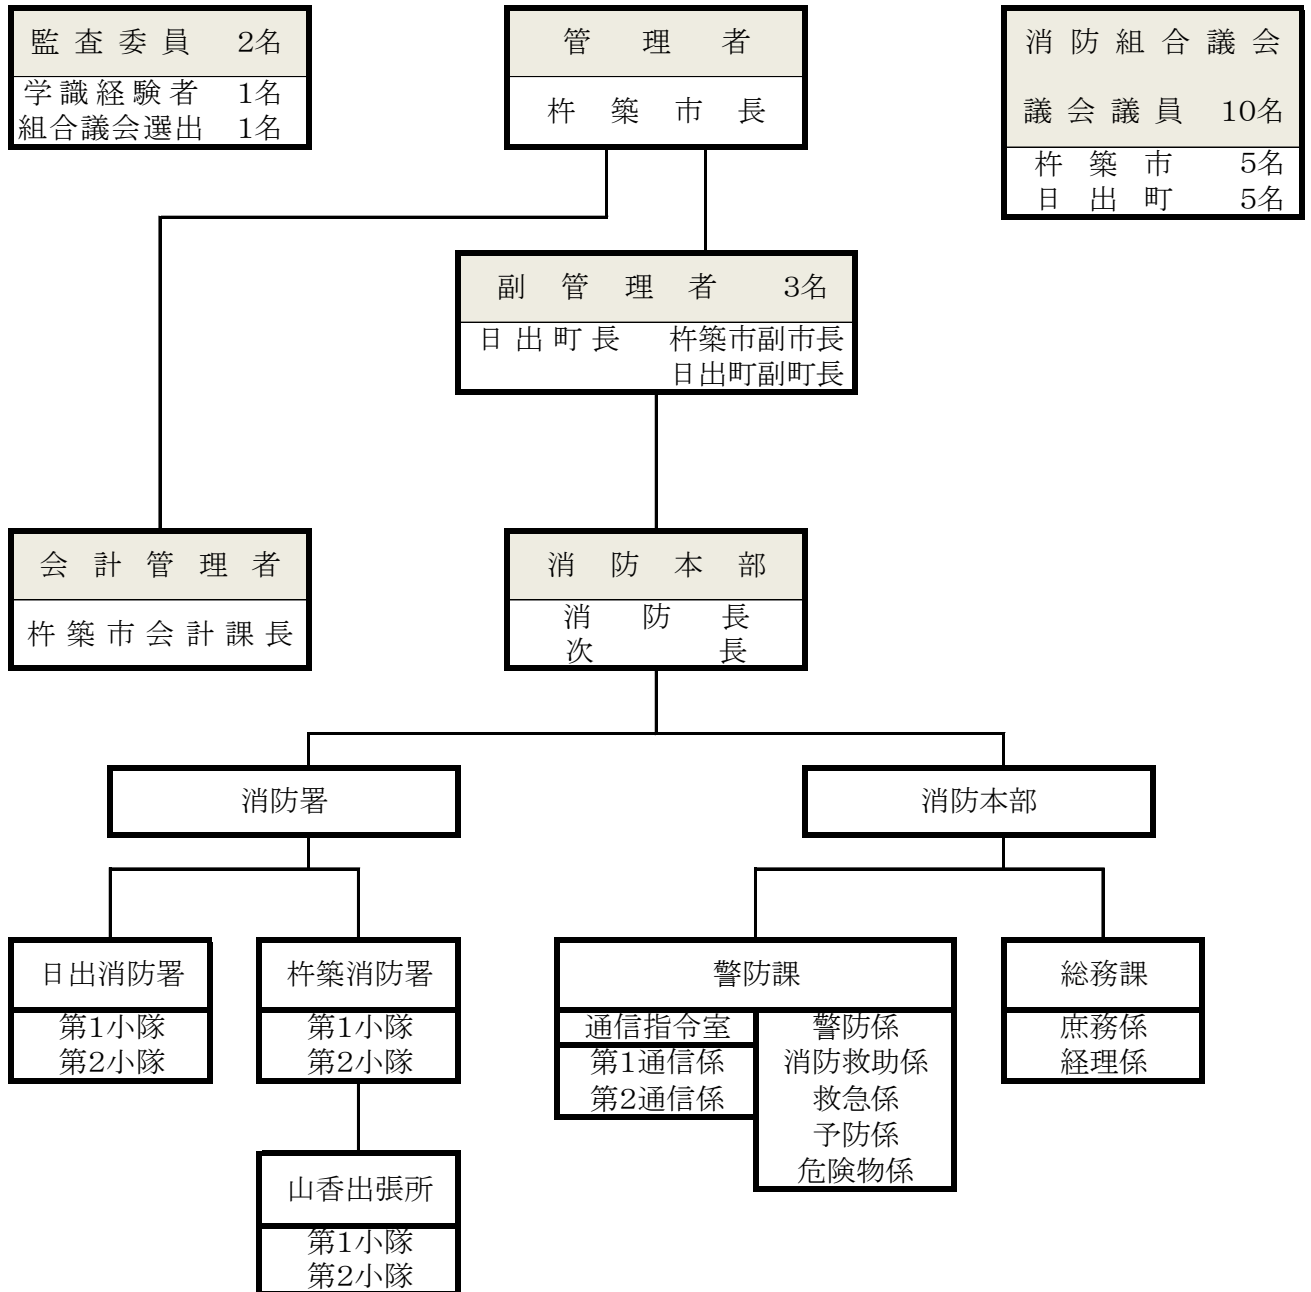 監査委員 2名
学識経験者 1名
組合議会選出 1名
管理者
杵築市長
消防組合議会
議会議員 10名
杵築市 5名
日出町 5名
副管理者 3名
日出町長 杵築市副市長
日出町副町長
会計管理者
杵築市会計課長
消防本部
消防長
次長
消防署
消防本部
日出消防署
第1小隊
第2小隊
杵築消防署
第1小隊
第2小隊
山香出張所
第1小隊
第2小隊
警防課
通信指令室
第1通信係
第2通信係
警防係
消防救助係
救急係
予防係
危険物係
総務課
庶務係
経理係